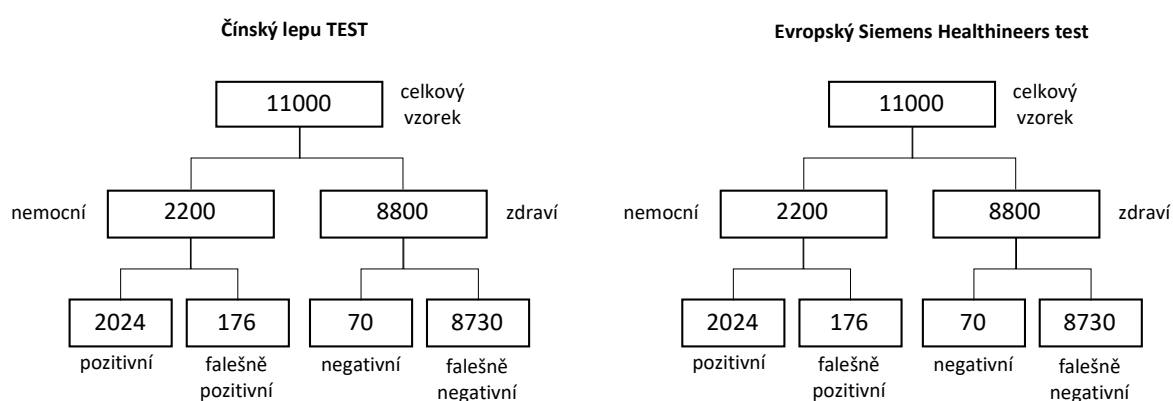 Čínský lepu TEST
11000
celkový
vzorek
nemocní
2200
8800
zdraví
2024
176
70
8730
pozitivní
falešně
pozitivní
negativní
falešně
negativní
Evropský Siemens Healthineers test
11000
celkový
vzorek
nemocní
2200
8800
zdraví
2024
176
70
8730
pozitivní
falešně
pozitivní
negativní
falešně
negativní